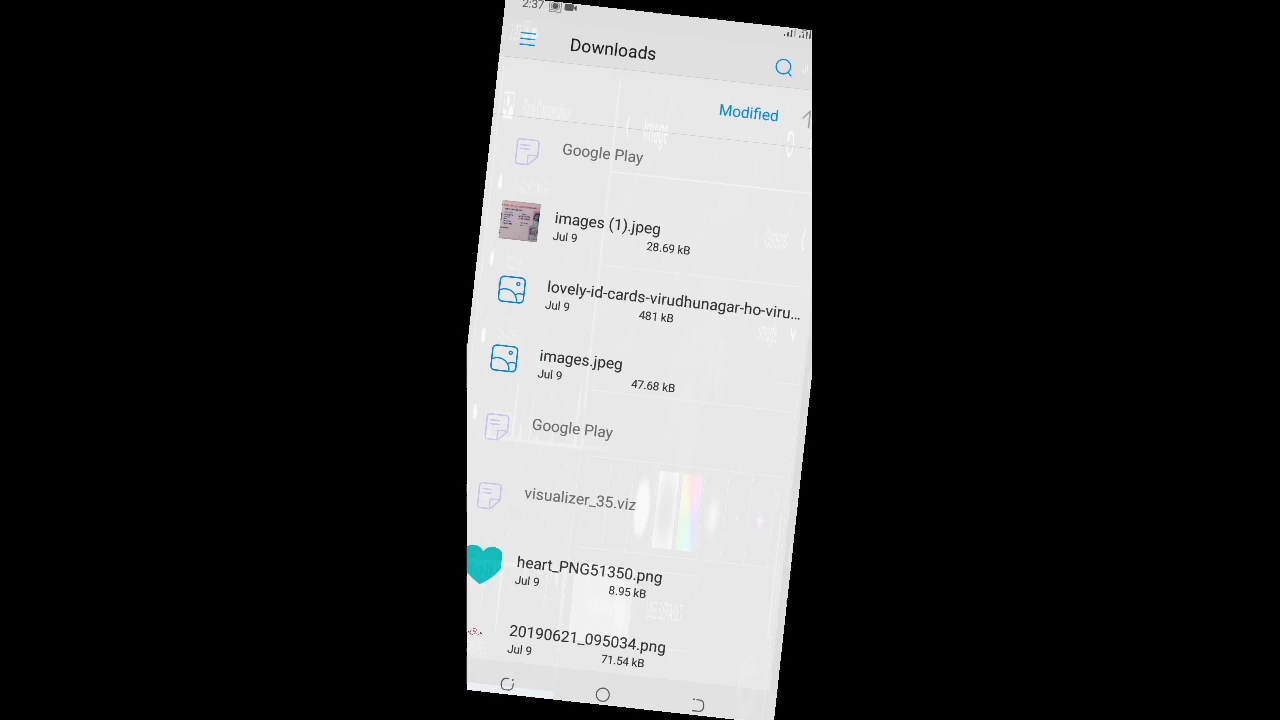 2:37
Downloads
Modified
Image
Google Play
images (1).jpeg
Jul 9 28.69 kB
lovely-id-cards-virudhunagar-ho-viru...
Jul 9 481 kB
images.jpeg
Jul 9 47.68 kB
Google Play
visualizer_35.viz
heart_PNG51350.png
Jul 9 8.95 kB
20190621_095034.png
Jul 9 71.54 kB